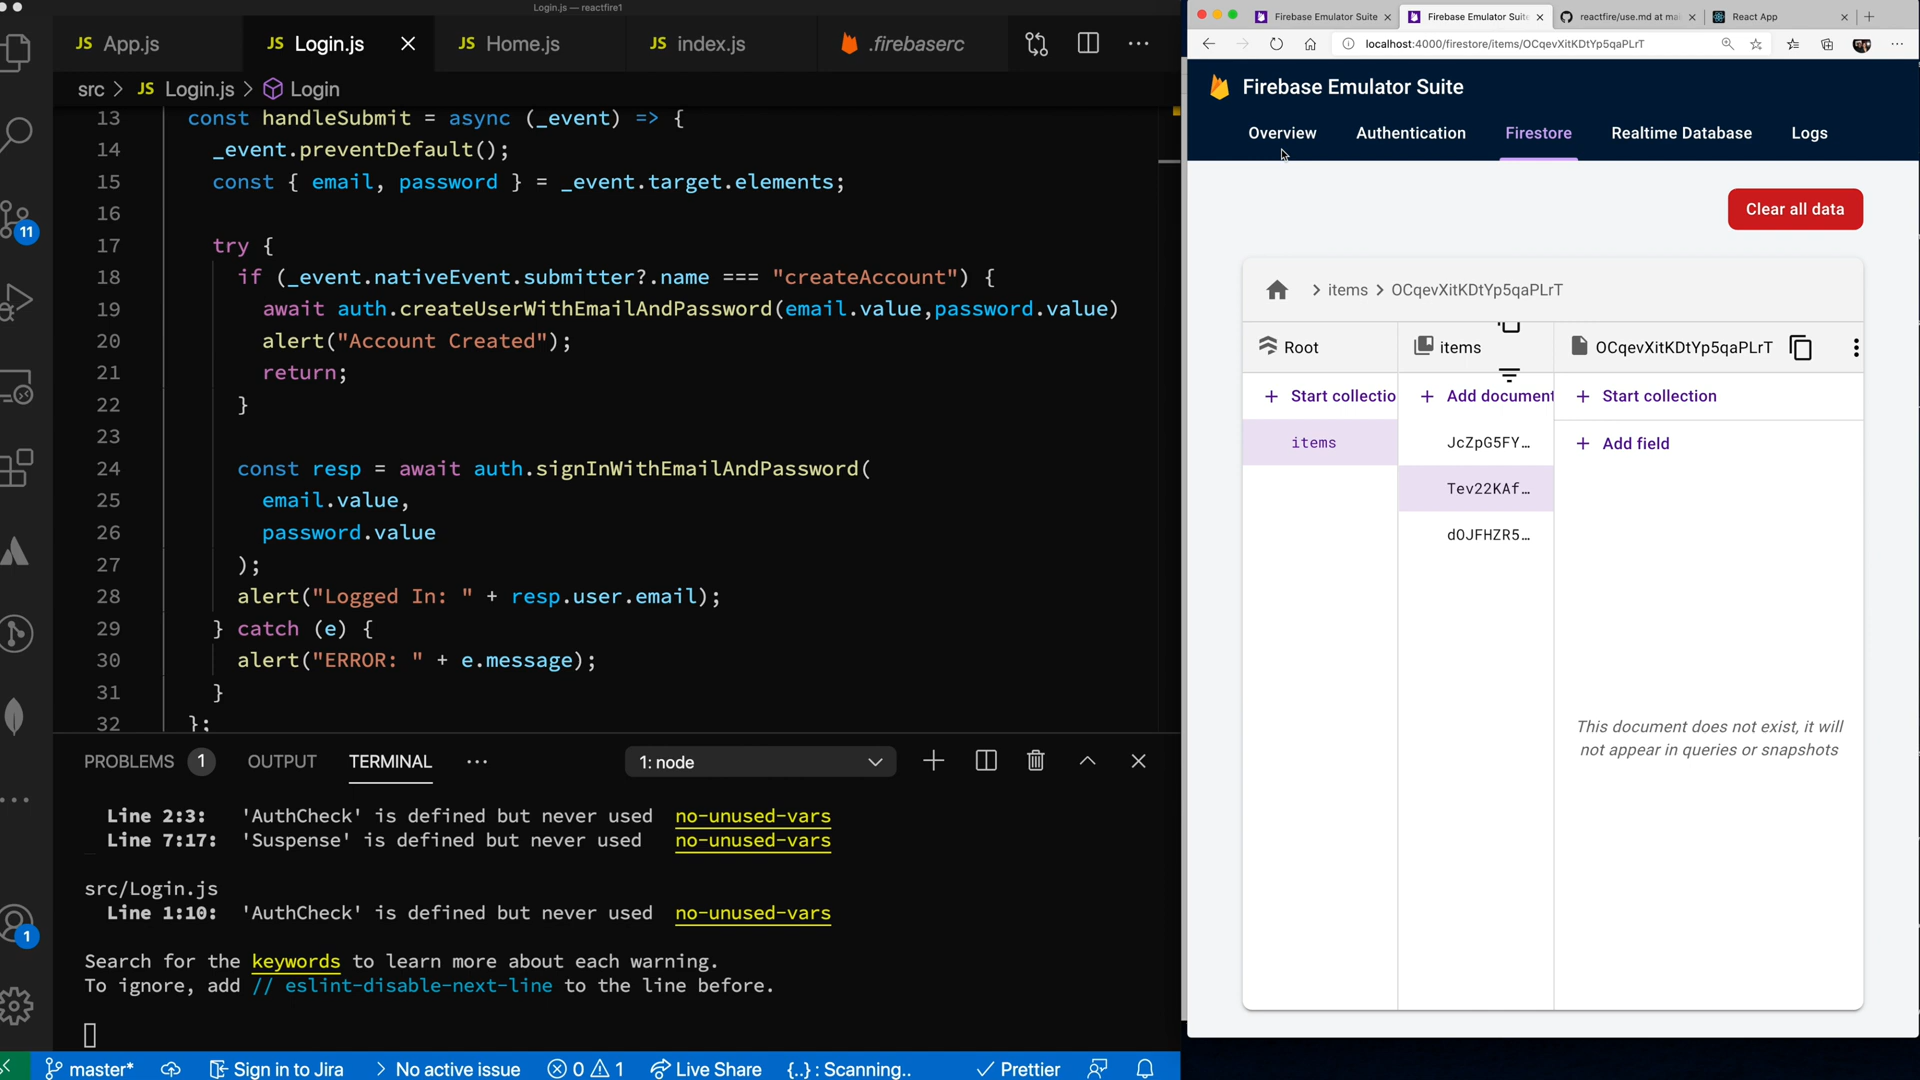 Login.js — reactfire1
JS App.js
JS Login.js
JS Home.js
JS index.js
.firebaserc
src > JS Login.js > Login
13 const handleSubmit = async (_event) => {
14 _event.preventDefault();
15 const { email, password } = _event.target.elements;
16
17 try {
18 if (_event.nativeEvent.submitter?.name === "createAccount") {
19 await auth.createUserWithEmailAndPassword(email.value,password.value)
20 alert("Account Created");
21 return;
22 }
23
24 const resp = await auth.signInWithEmailAndPassword(
25 email.value,
26 password.value
27 );
28 alert("Logged In: " + resp.user.email);
29 } catch (e) {
30 alert("ERROR: " + e.message);
31 }
32 };
11
1
PROBLEMS 1 OUTPUT TERMINAL
1: node
Line 2:3: 'AuthCheck' is defined but never used no-unused-vars
Line 7:17: 'Suspense' is defined but never used no-unused-vars
src/Login.js
Line 1:10: 'AuthCheck' is defined but never used no-unused-vars
Search for the keywords to learn more about each warning.
To ignore, add // eslint-disable-next-line to the line before.
master* Sign in to Jira > No active issue 0 1 Live Share {..} : Scanning.. Prettier
Firebase Emulator Suite
Firebase Emulator Suite
reactfire/use.md at mai
React App
localhost:4000/firestore/items/OCqevXitKDtYp5qaPLrT
Firebase Emulator Suite
Overview Authentication Firestore Realtime Database Logs
Clear all data
> items > OCqevXitKDtYp5qaPLrT
Root
items
OCqevXitKDtYp5qaPLrT
+ Start collectio
+ Add document
+ Start collection
items
JcZpG5FY…
Tev22KAf…
dOJFHZR5…
+ Add field
This document does not exist, it will
not appear in queries or snapshots